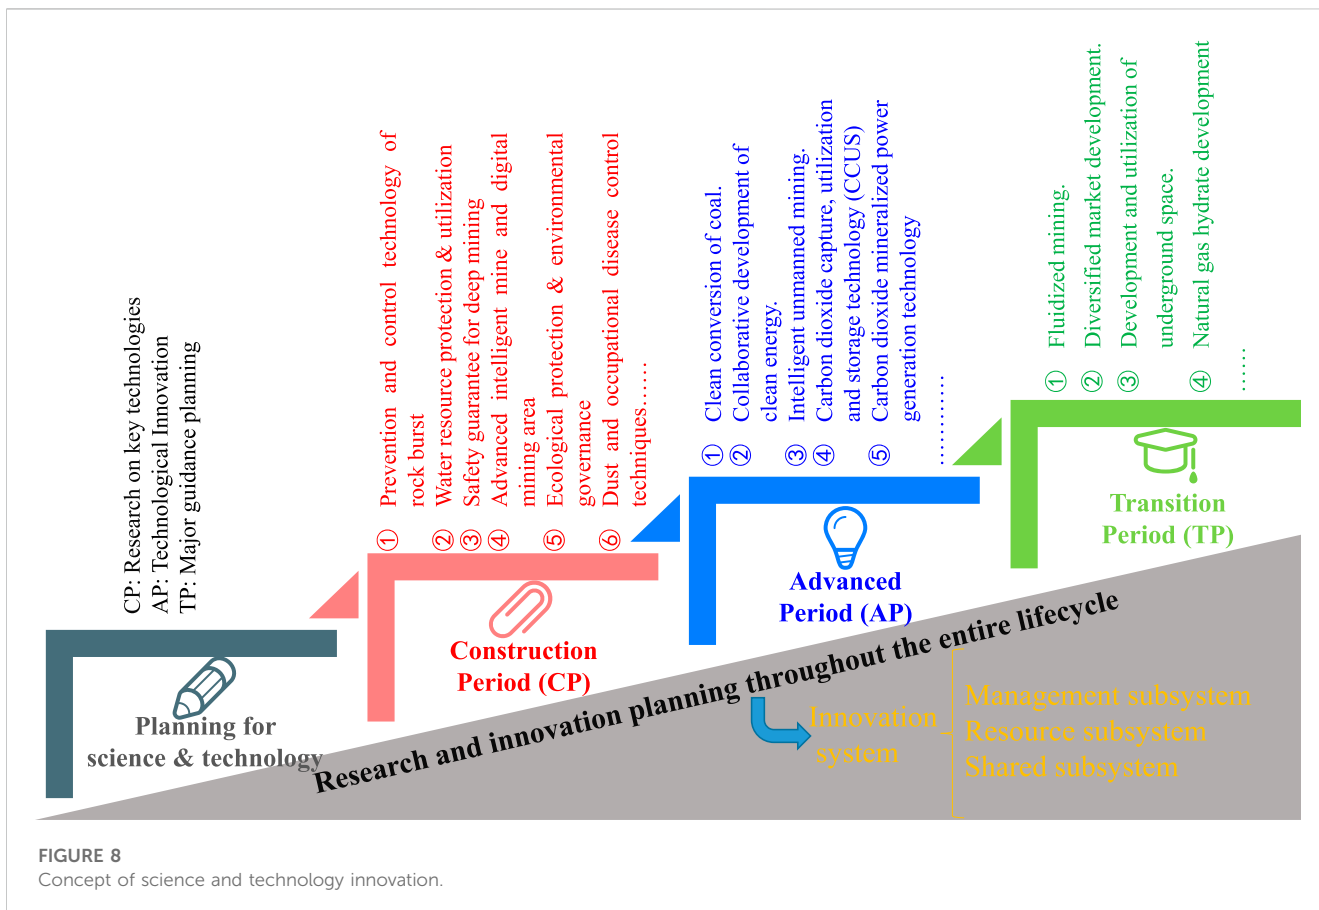 CP: Research on key technologies
AP: Technological Innovation
TP: Major guidance planning
Planning for
science & technology
① Prevention and control technology of
rock burst
② Water resource protection & utilization
③ Safety guarantee for deep mining
④ Advanced intelligent mine and digital
mining area
⑤ Ecological protection & environmental
governance
⑥ Dust and occupational disease control
techniques......
Construction
Period (CP)
① Clean conversion of coal.
② Collaborative development of
clean energy.
③ Intelligent unmanned mining.
④ Carbon dioxide capture, utilization
and storage technology (CCUS)
⑤ Carbon dioxide mineralized power
generation technology
............
Advanced
Period (AP)
① Fluidized mining.
② Diversified market development.
③ Development and utilization of
underground space.
④ Natural gas hydrate development
......
Transition
Period (TP)
Research and innovation planning throughout the entire lifecycle
Innovation
system
Management subsystem
Resource subsystem
Shared subsystem
FIGURE 8
Concept of science and technology innovation.